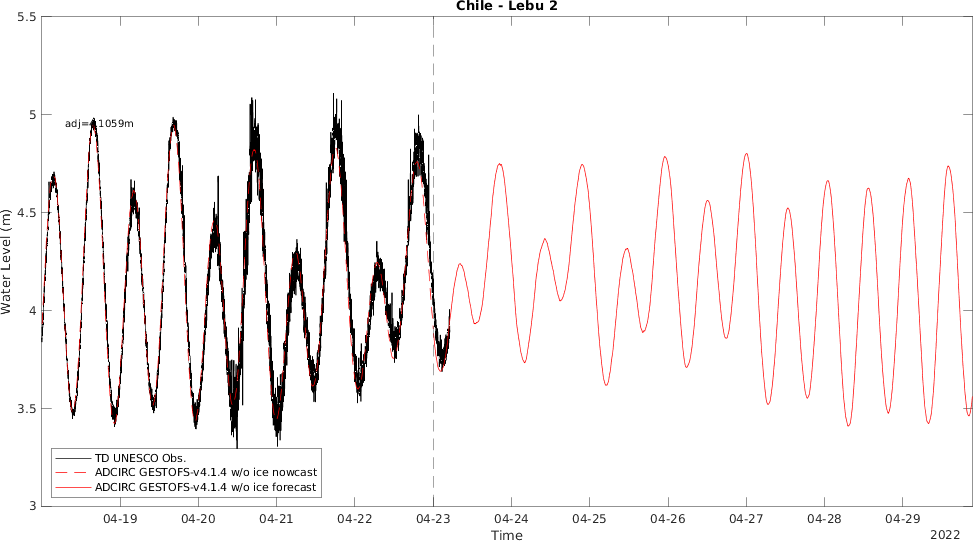 Chile - Lebu 2
5.5
5
4.5
4
3.5
3
Water Level (m)
adj=4.1059m
TD UNESCO Obs.
ADCIRC GESTOFS-v4.1.4 w/o ice nowcast
ADCIRC GESTOFS-v4.1.4 w/o ice forecast
04-19
04-20
04-21
04-22
04-23
04-24
04-25
04-26
04-27
04-28
04-29
Time
2022